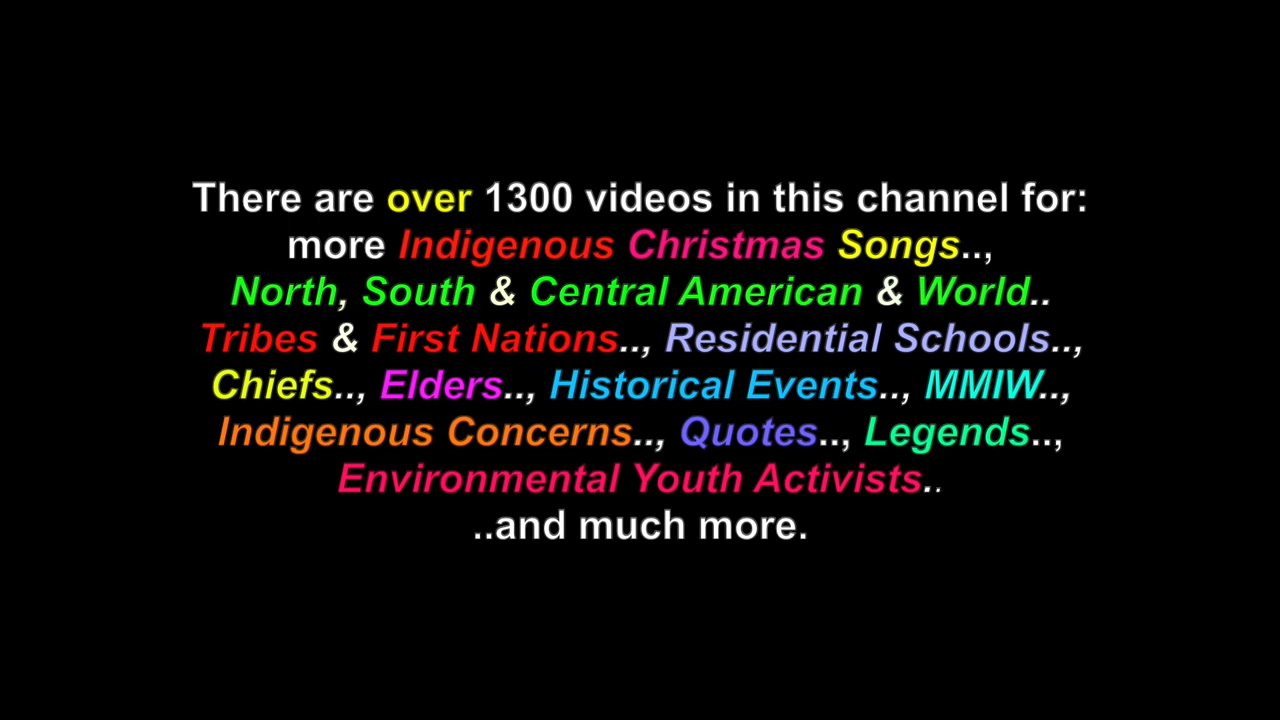 There are over 1300 videos in this channel for:
more Indigenous Christmas Songs..,
North, South & Central American & World..
Tribes & First Nations.., Residential Schools..,
Chiefs.., Elders.., Historical Events.., MMIW..,
Indigenous Concerns.., Quotes.., Legends..,
Environmental Youth Activists..
..and much more.